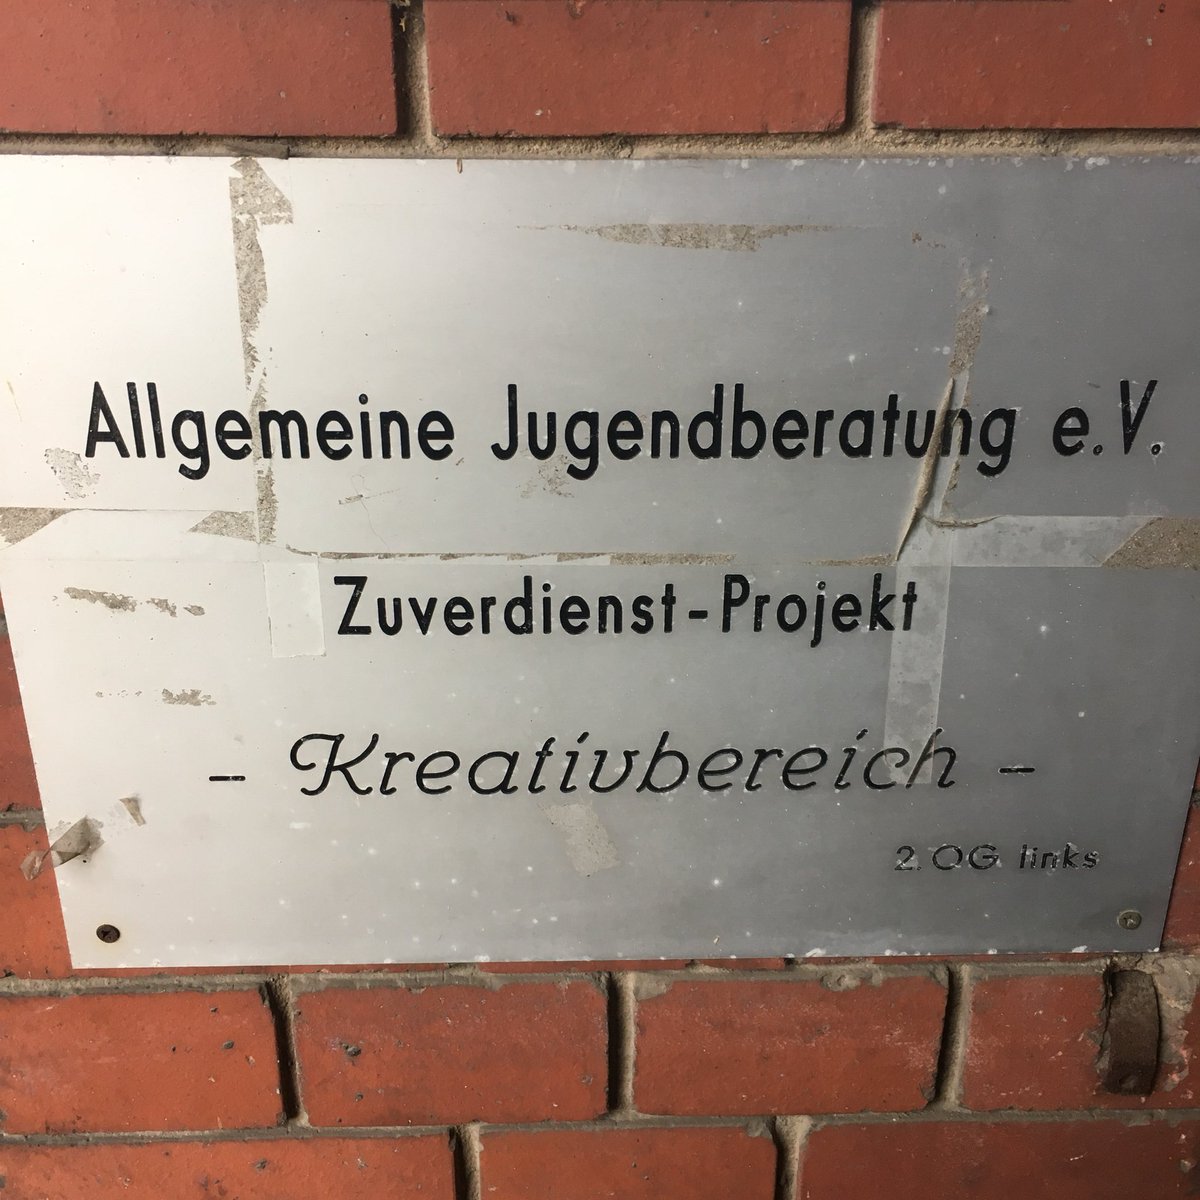 Allgemeine Jugendberatung e.V.
Zuverdienst-Projekt
- Kreativbereich -
2. OG links